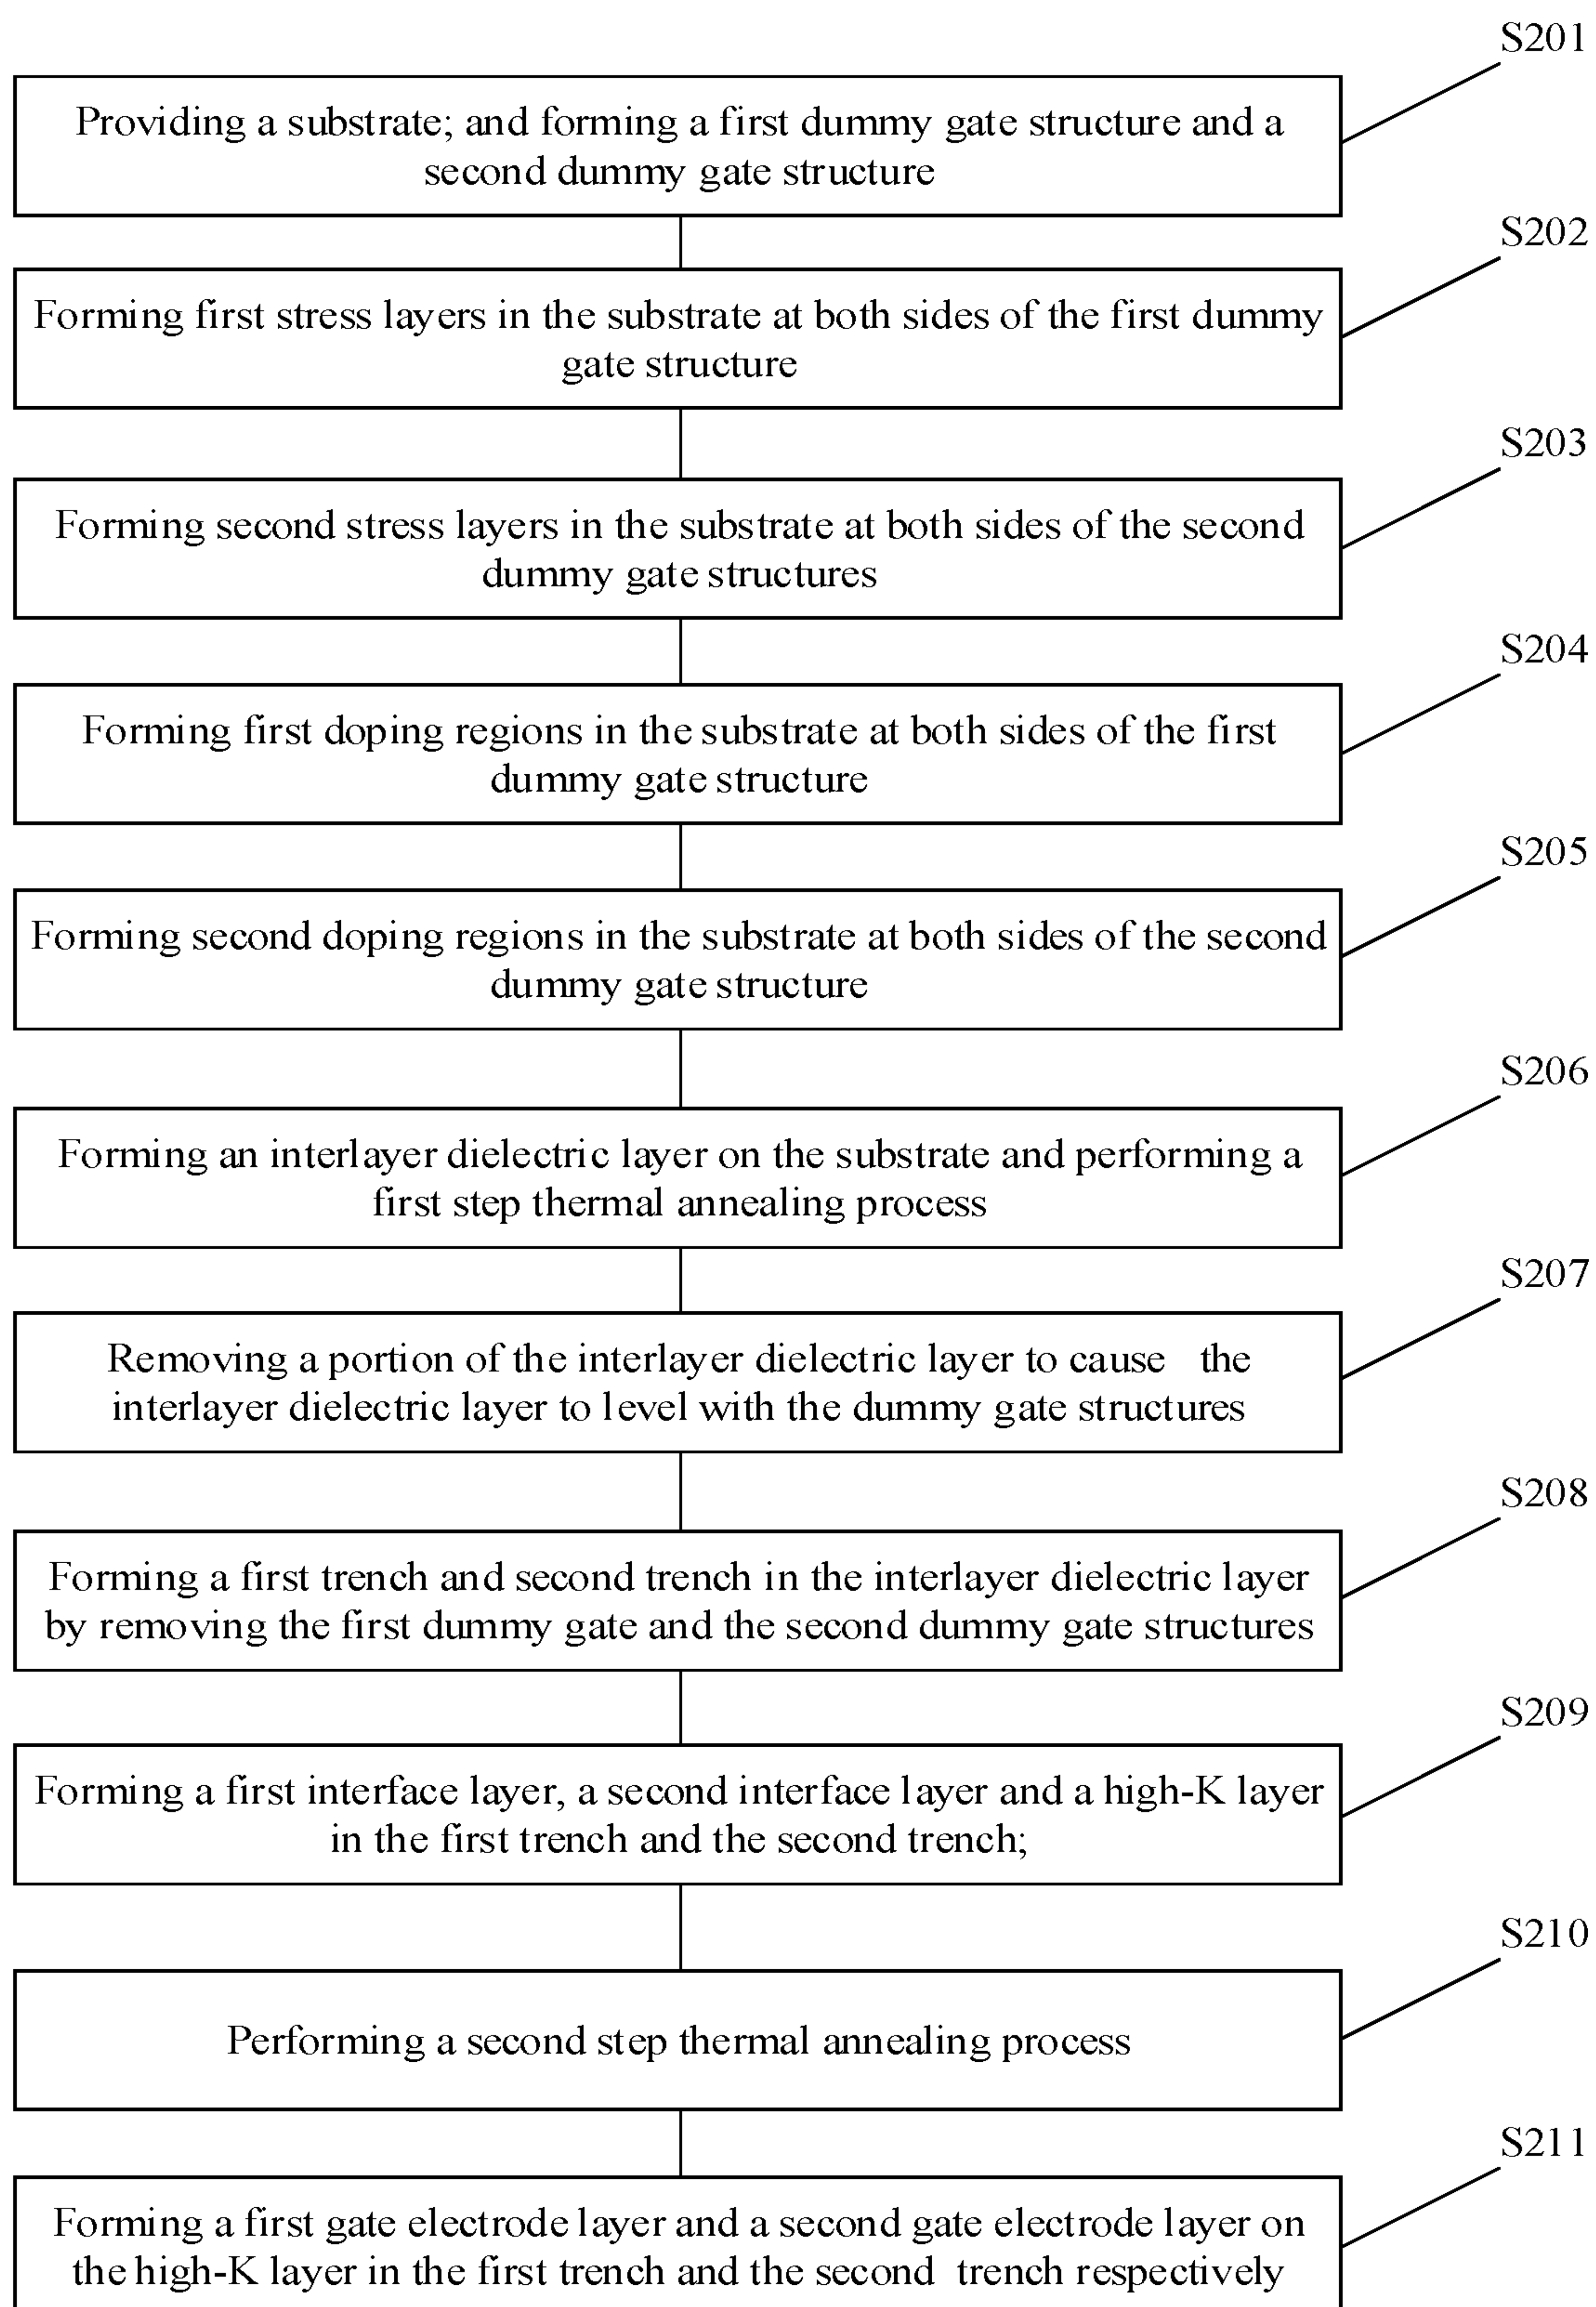 S201
Providing a substrate; and forming a first dummy gate structure and a
second dummy gate structure
S202
Forming first stress layers in the substrate at both sides of the first dummy
gate structure
S203
Forming second stress layers in the substrate at both sides of the second
dummy gate structures
S204
Forming first doping regions in the substrate at both sides of the first
dummy gate structure
S205
Forming second doping regions in the substrate at both sides of the second
dummy gate structure
S206
Forming an interlayer dielectric layer on the substrate and performing a
first step thermal annealing process
S207
Removing a portion of the interlayer dielectric layer to cause the
interlayer dielectric layer to level with the dummy gate structures
S208
Forming a first trench and second trench in the interlayer dielectric layer
by removing the first dummy gate and the second dummy gate structures
S209
Forming a first interface layer, a second interface layer and a high-K layer
in the first trench and the second trench;
S210
Performing a second step thermal annealing process
S211
Forming a first gate electrode layer and a second gate electrode layer on
the high-K layer in the first trench and the second trench respectively